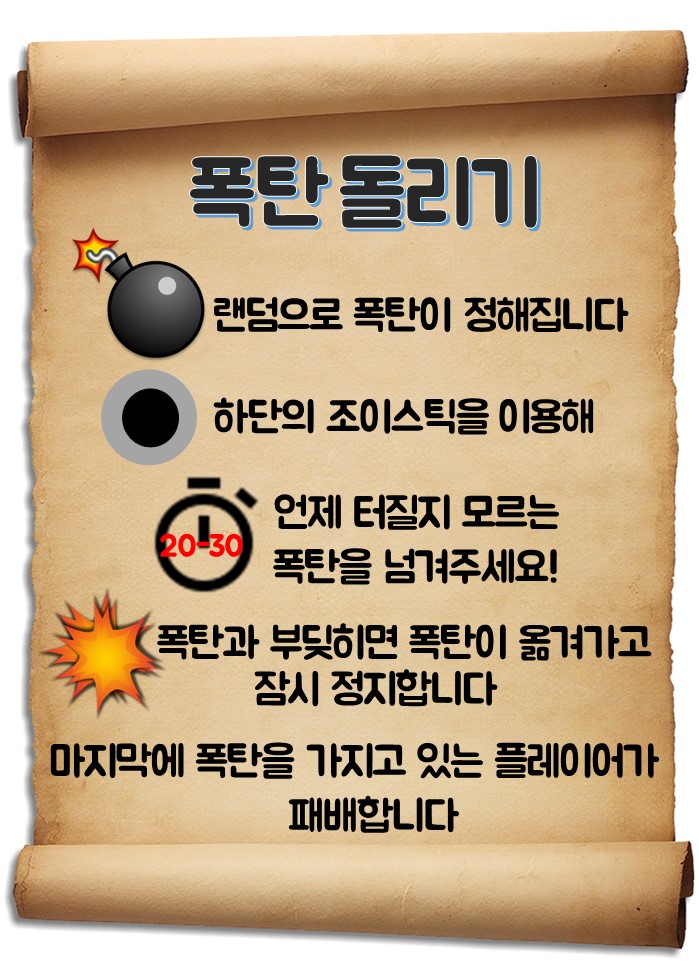 폭탄 돌리기
랜덤으로 폭탄이 정해집니다
하단의 조이스틱을 이용해
언제 터질지 모르는
20-30
폭탄을 넘겨주세요!
폭탄과 부딪히면 폭탄이 옮겨가고
잠시 정지합니다
마지막에 폭탄을 가지고 있는 플레이어가
패배합니다